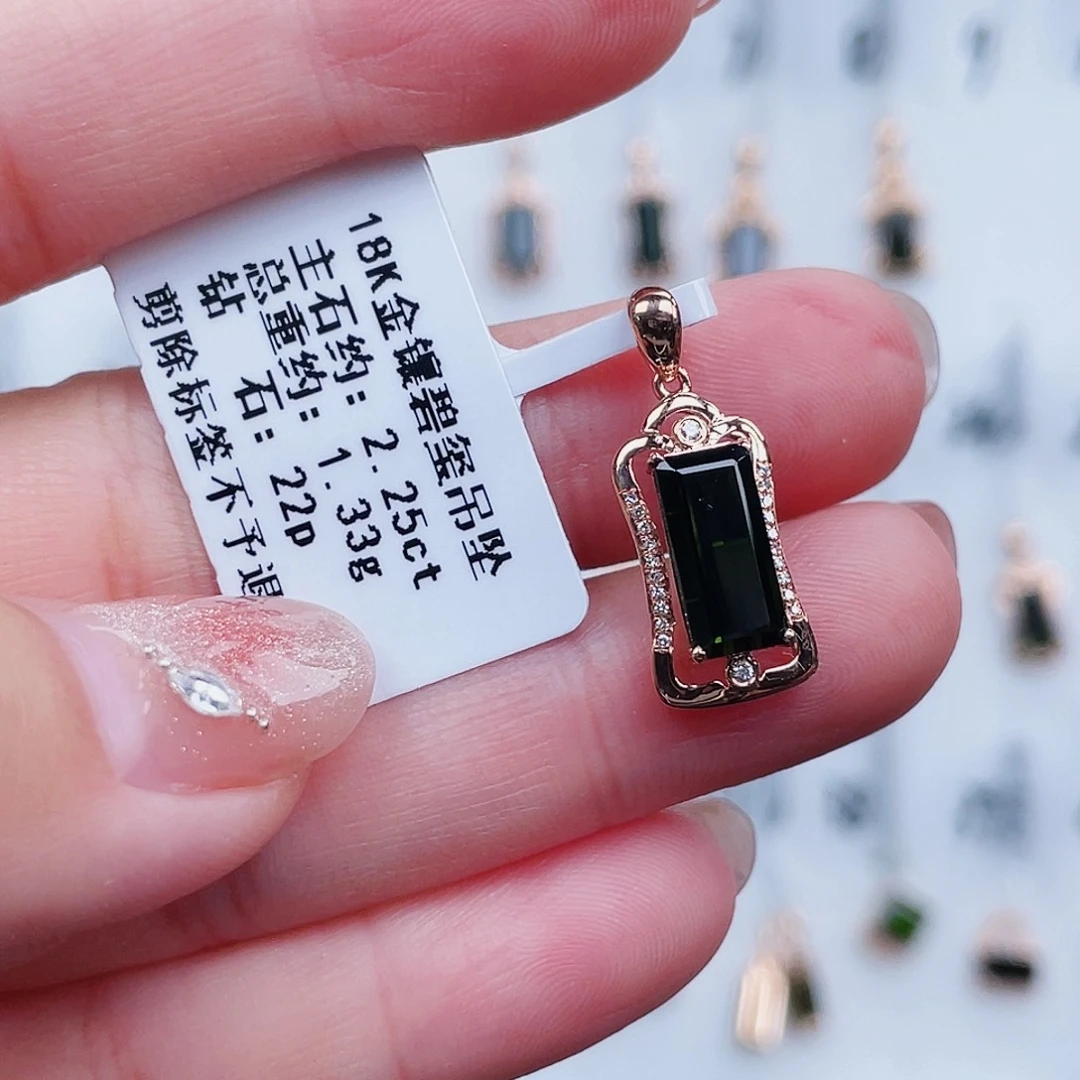 18K金镶碧玺吊坠
主石约: 2.25ct
总重约: 1.33g
钻 石: 22p
剪除标签不予退